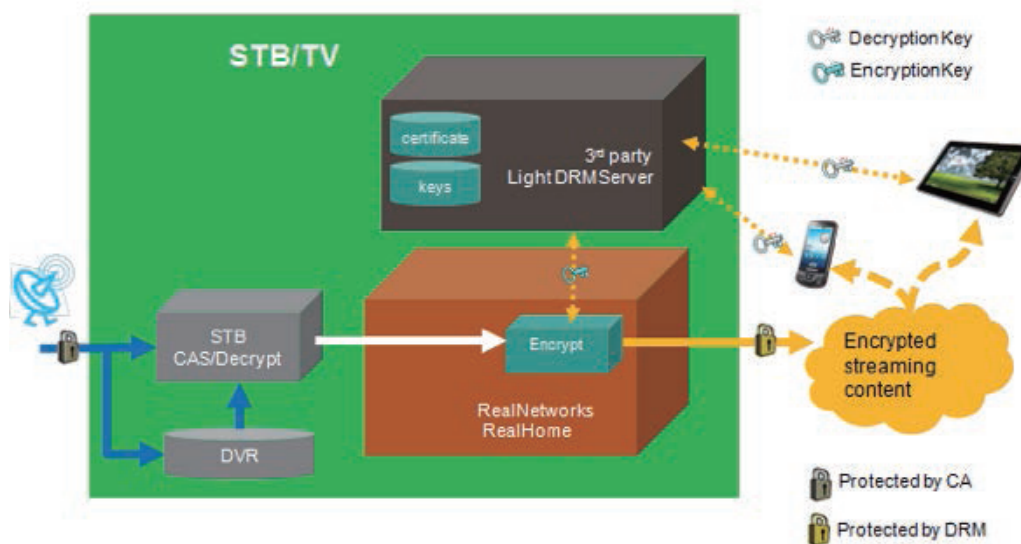 STB/TV
Decryption Key
Encryption Key
certificate
keys
3rd party
Light DRM Server
STB
CAS/Decrypt
Encrypt
Encrypted
streaming
content
RealNetworks
RealHome
DVR
Protected by CA
Protected by DRM